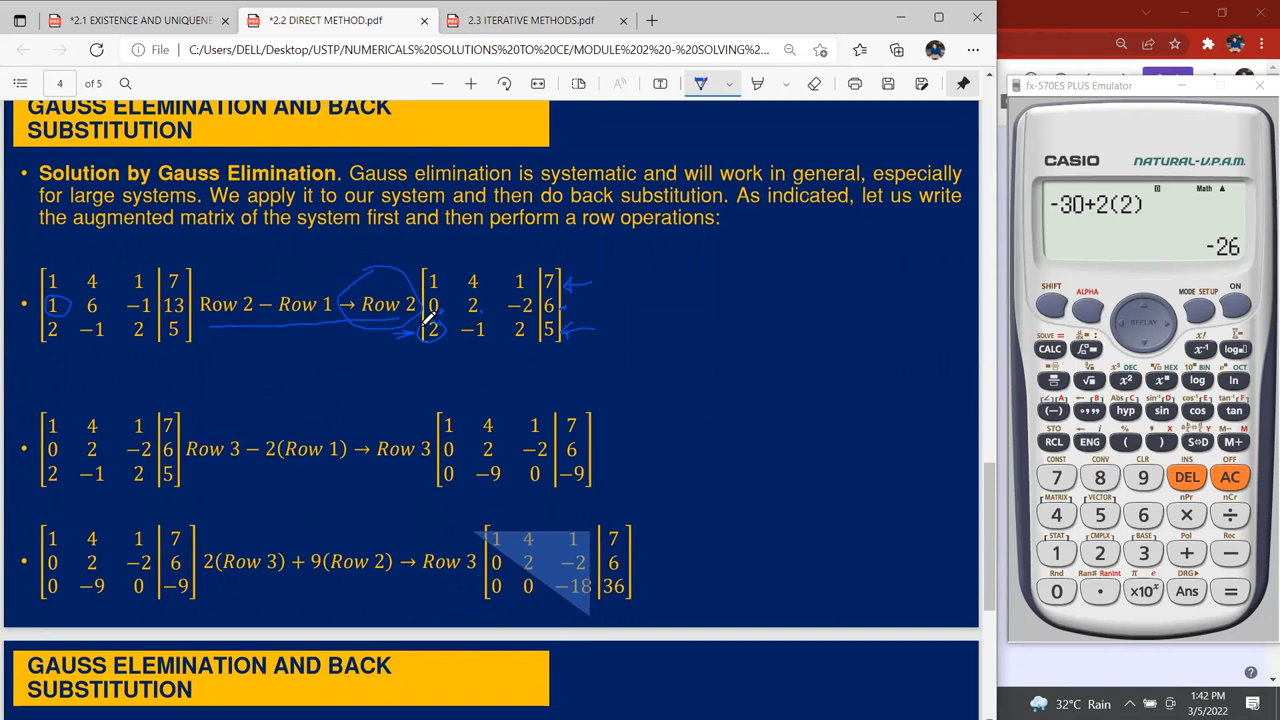 *2.1 EXISTENCE AND UNIQUENE
*2.2 DIRECT METHOD.pdf
2.3 ITERATIVE METHODS.pdf
File
C:/Users/DELL/Desktop/USTP/NUMERICALS%20SOLUTIONS%20TO%20CE/MODULE%202%20-%20SOLVING%2...
4 of 5
GAUSS ELEMINATION AND BACK
SUBSTITUTION
• Solution by Gauss Elimination. Gauss elimination is systematic and will work in general, especially
for large systems. We apply it to our system and then do back substitution. As indicated, let us write
the augmented matrix of the system first and then perform a row operations:
1 4 1 | 7
1 6 −1 | 13
2 −1 2 | 5
Row 2 − Row 1 → Row 2
1 4 1 | 7
0 2 −2 | 6
2 −1 2 | 5
1 4 1 | 7
0 2 −2 | 6
2 −1 2 | 5
Row 3 − 2(Row 1) → Row 3
1 4 1 | 7
0 2 −2 | 6
0 −9 0 | −9
1 4 1 | 7
0 2 −2 | 6
0 −9 0 | −9
2(Row 3) + 9(Row 2) → Row 3
1 4 1 | 7
0 2 −2 | 6
0 0 −18 | 36
GAUSS ELEMINATION AND BACK
SUBSTITUTION
fx-570ES PLUS Emulator
CASIO
NATURAL-V.P.A.M.
Math
-30+2(2)
-26
SHIFT ALPHA REPLAY MODE ON
CALC
log ln
(−) hyp sin cos tan
RCL ENG ( ) S⇔D M+
7 8 9 DEL AC
4 5 6 × ÷
1 2 3 + −
0 . ×10ˣ Ans =
32°C Rain
1:42 PM
3/5/2022